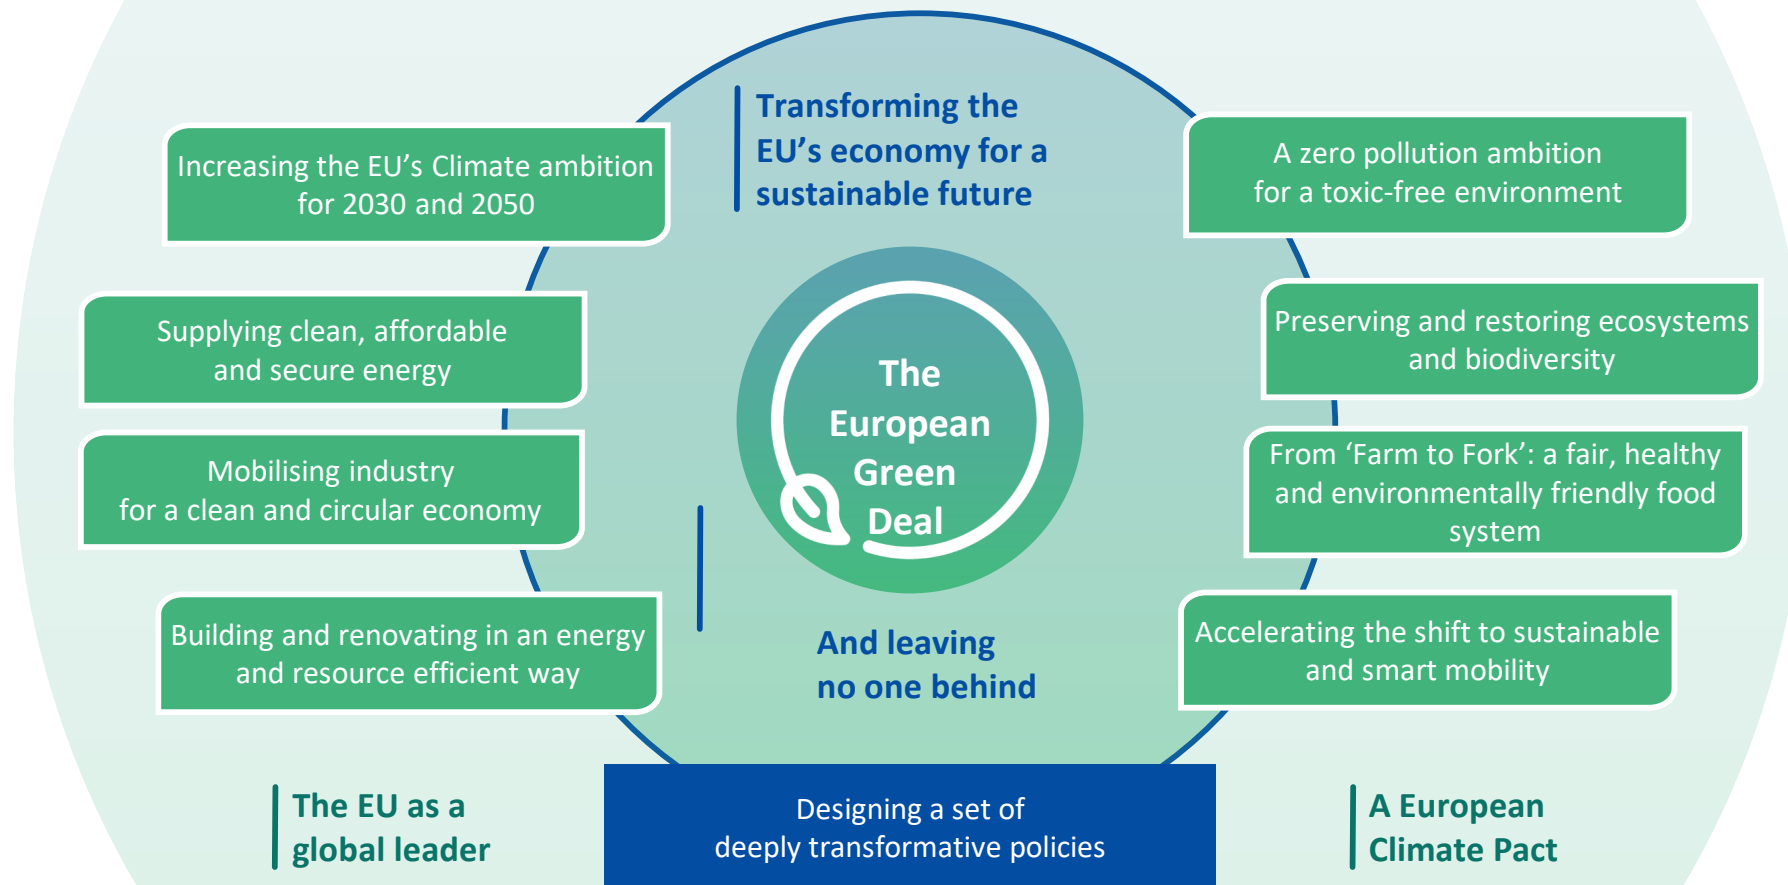 Transforming the
EU’s economy for a
sustainable future
Increasing the EU’s Climate ambition
for 2030 and 2050
Supplying clean, affordable
and secure energy
Mobilising industry
for a clean and circular economy
Building and renovating in an energy
and resource efficient way
The
European
Green
Deal
And leaving
no one behind
A zero pollution ambition
for a toxic-free environment
Preserving and restoring ecosystems
and biodiversity
From ‘Farm to Fork’: a fair, healthy
and environmentally friendly food
system
Accelerating the shift to sustainable
and smart mobility
The EU as a
global leader
Designing a set of
deeply transformative policies
A European
Climate Pact